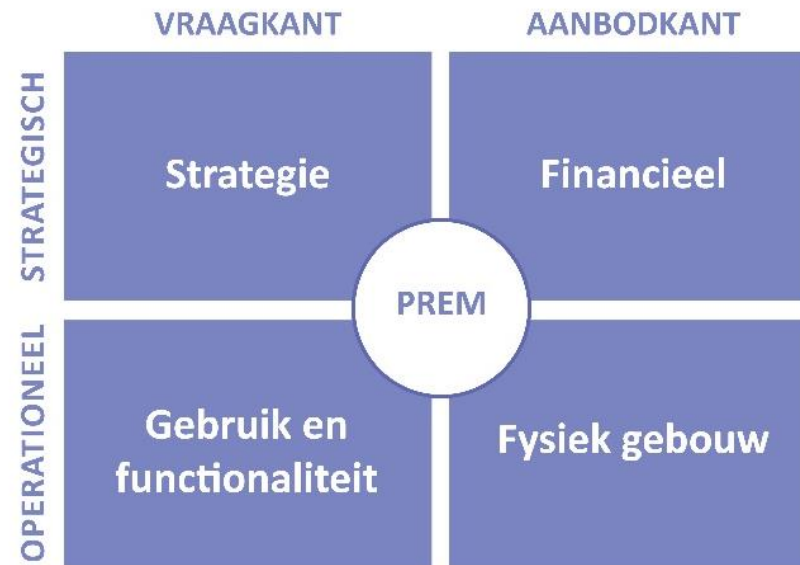 VRAAGKANT
AANBODKANT
STRATEGISCH
Strategie
Financieel
PREM
OPERATIONEEL
Gebruik en
functionaliteit
Fysiek gebouw